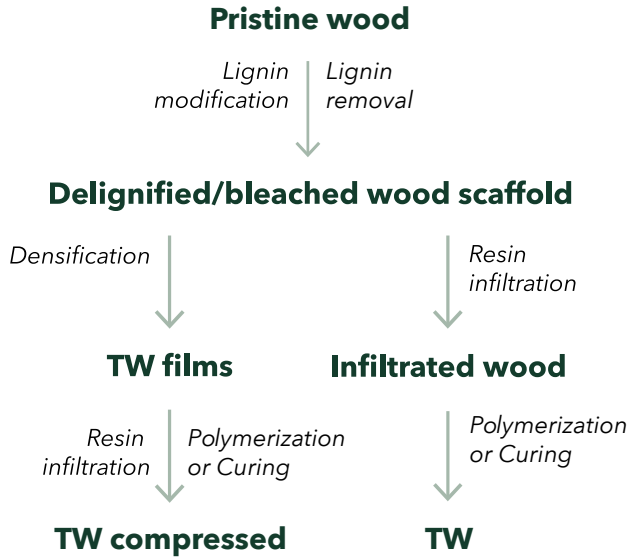 Pristine wood
Lignin
modification
Lignin
removal
Delignified/bleached wood scaffold
Densification
Resin
infiltration
TW films
Infiltrated wood
Resin
infiltration
Polymerization
or Curing
Polymerization
or Curing
TW compressed
TW